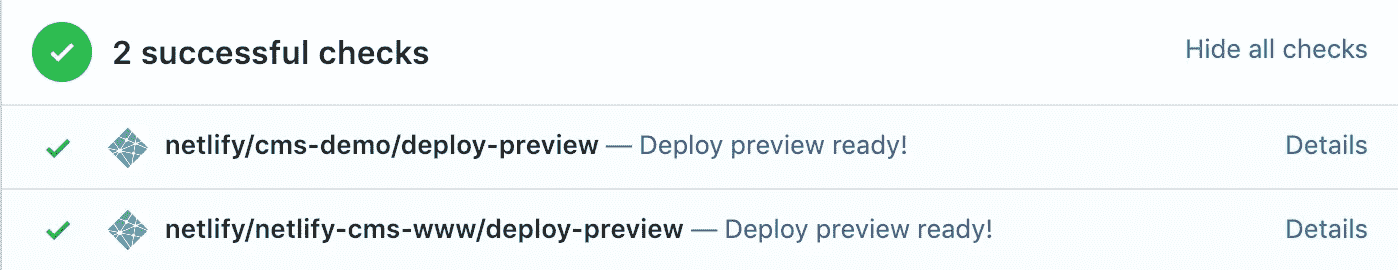 2 successful checks Hide all checks
netlify/cms-demo/deploy-preview — Deploy preview ready! Details
netlify/netlify-cms-www/deploy-preview — Deploy preview ready! Details